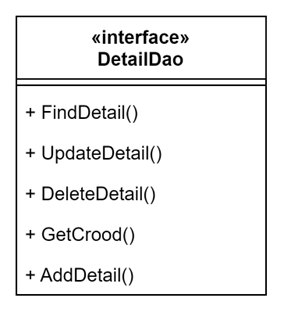 «interface»
DetailDao
+ FindDetail()
+ UpdateDetail()
+ DeleteDetail()
+ GetCrood()
+ AddDetail()